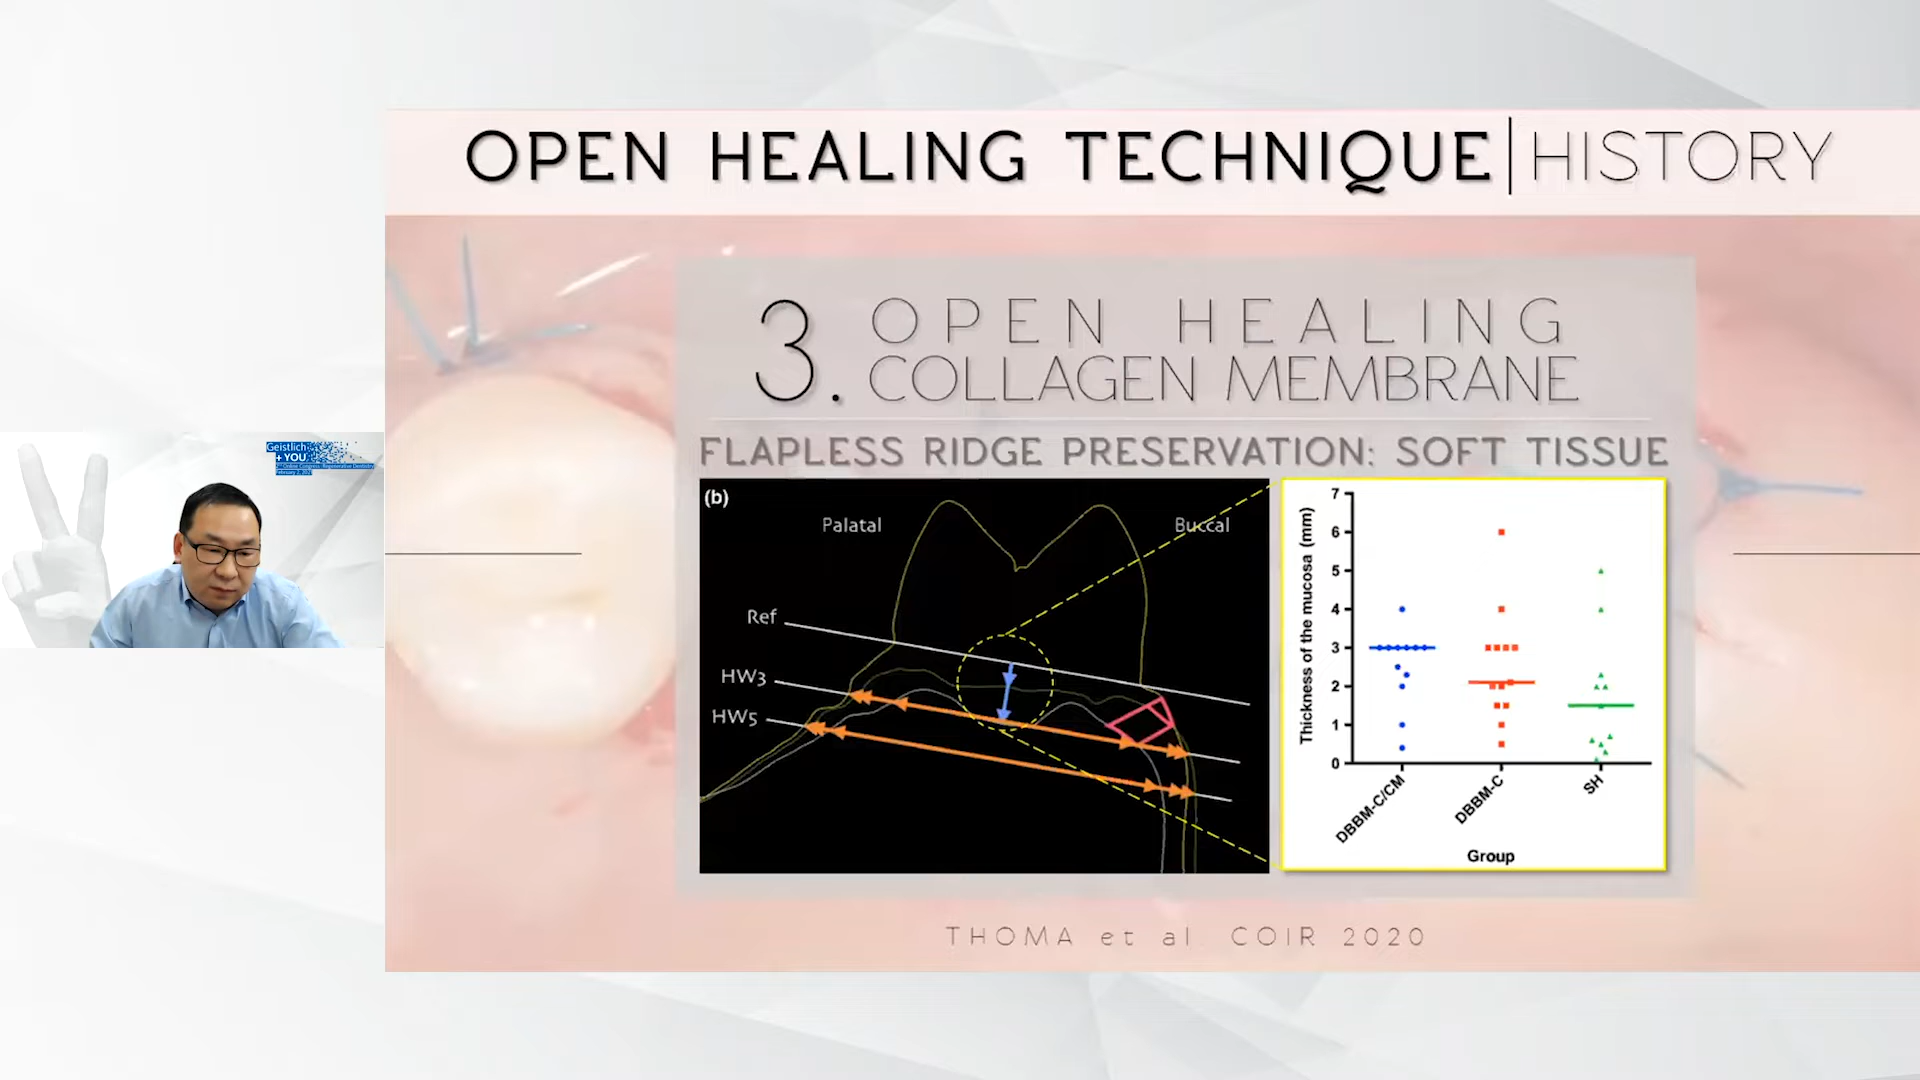 OPEN HEALING TECHNIQUE|HISTORY
3. OPEN HEALING
COLLAGEN MEMBRANE
FLAPLESS RIDGE PRESERVATION: SOFT TISSUE
(b)
Palatal
Buccal
Ref
HW3
HW5
Thickness of the mucosa (mm)
7
6
5
4
3
2
1
0
DBBM-C/CM
DBBM-C
SH
Group
THOMA et al COIR 2020
Geistlich
+ YOU